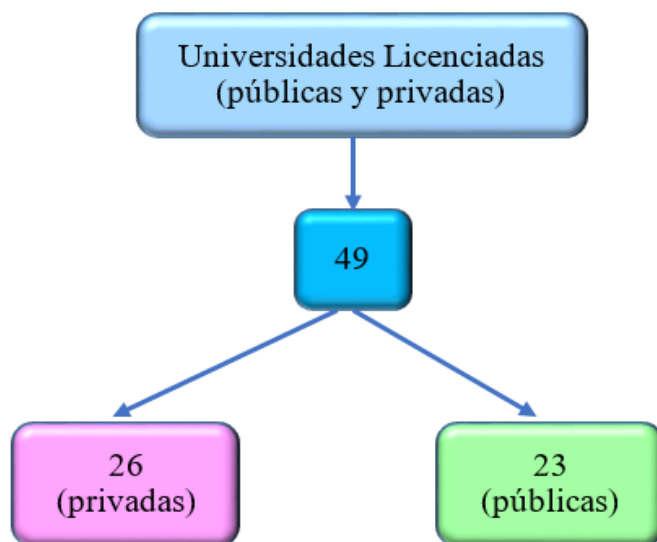 Universidades Licenciadas
(públicas y privadas)
49
26
(privadas)
23
(públicas)